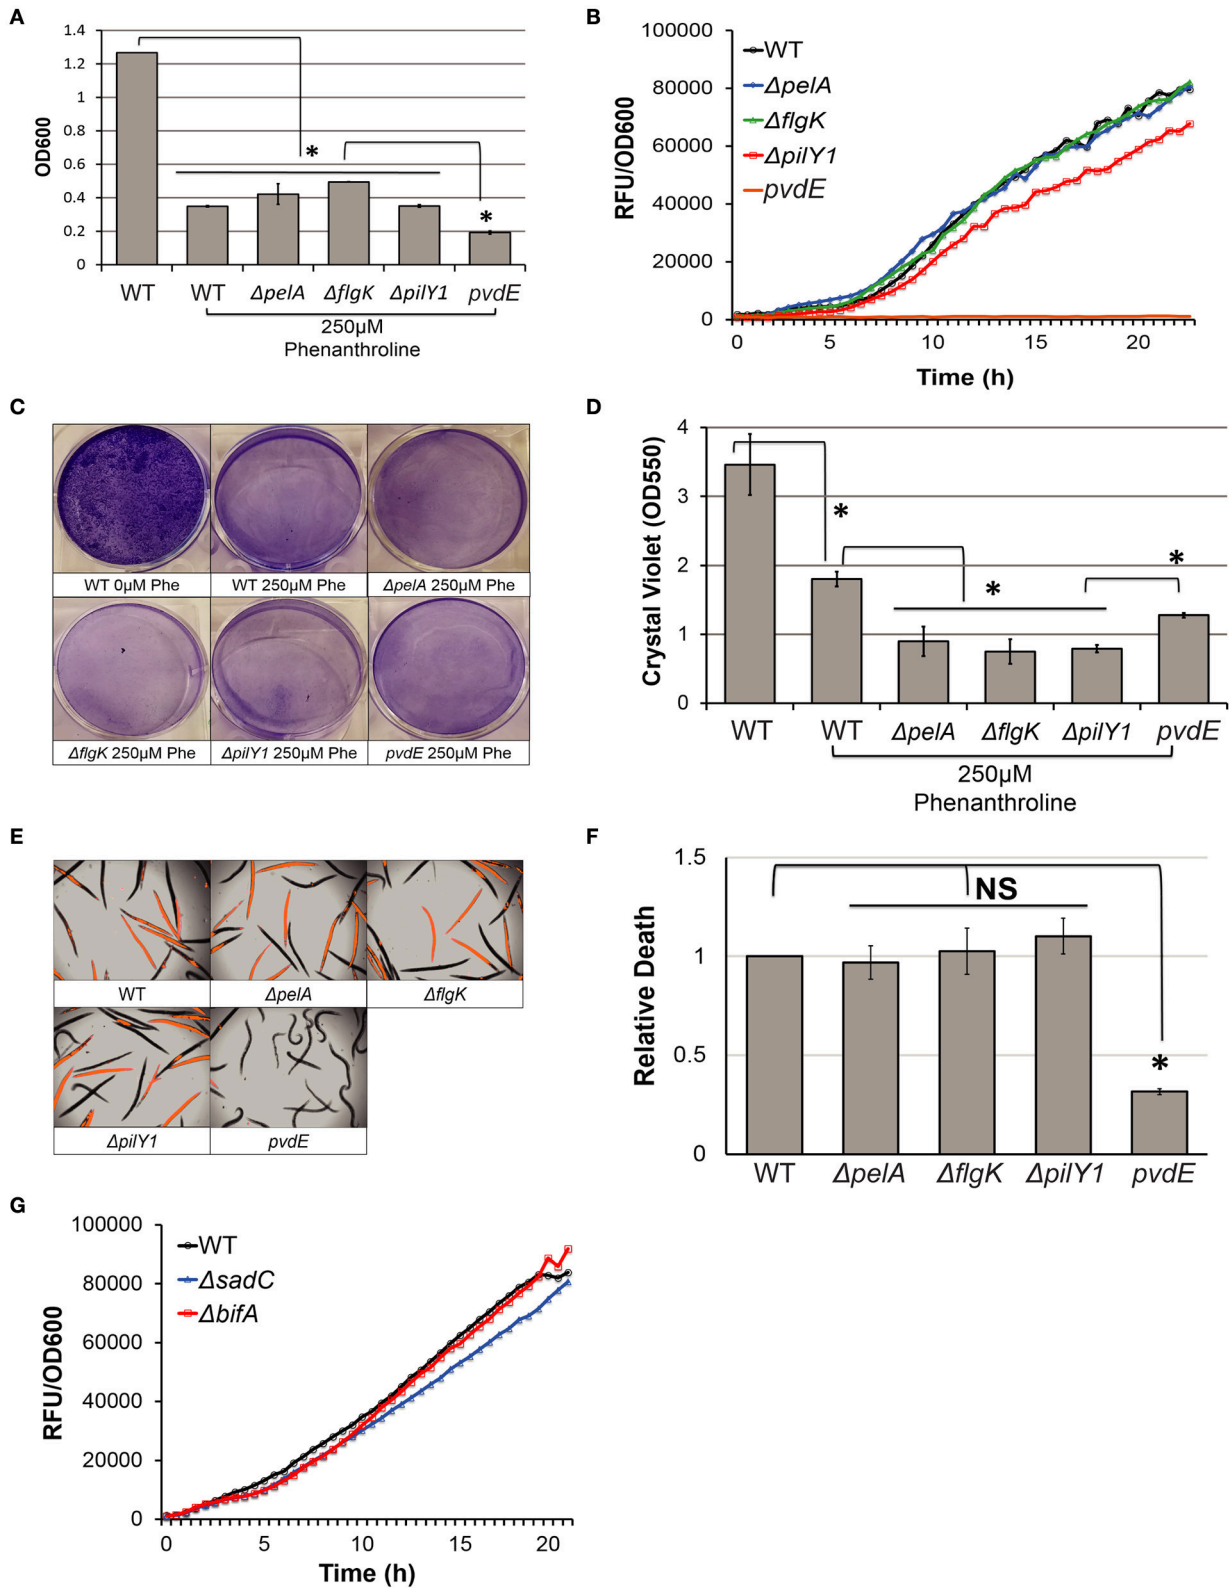 A
OD600
1.4
1.2
1
0.8
0.6
0.4
0.2
0
*
*
WT
WT
ΔpelA
ΔflgK
ΔpilY1
pvdE
250µM
Phenanthroline
B
RFU/OD600
100000
80000
60000
40000
20000
0
WT
ΔpelA
ΔflgK
ΔpilY1
pvdE
0
5
10
15
20
Time (h)
C
WT 0µM Phe
WT 250µM Phe
ΔpelA 250µM Phe
ΔflgK 250µM Phe
ΔpilY1 250µM Phe
pvdE 250µM Phe
D
Crystal Violet (OD550)
4
3
2
1
0
*
*
*
WT
WT
ΔpelA
ΔflgK
ΔpilY1
pvdE
250µM
Phenanthroline
E
WT
ΔpelA
ΔflgK
ΔpilY1
pvdE
F
Relative Death
1.5
1
0.5
0
NS
*
WT
ΔpelA
ΔflgK
ΔpilY1
pvdE
G
RFU/OD600
100000
80000
60000
40000
20000
0
WT
ΔsadC
ΔbifA
0
5
10
15
20
Time (h)